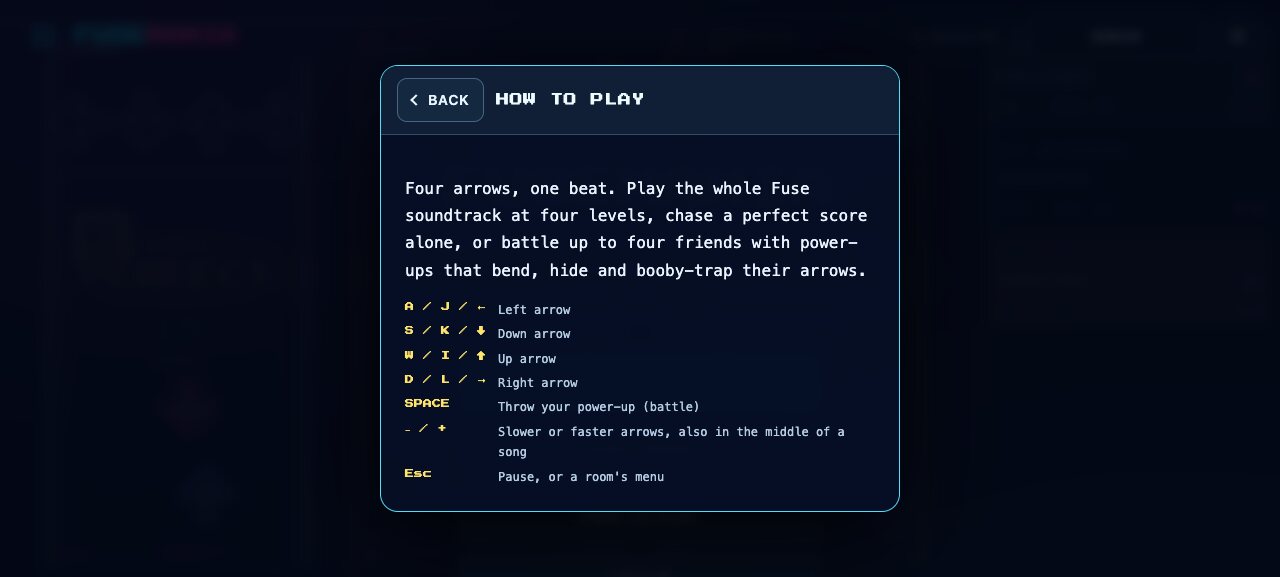 BACK
HOW TO PLAY
Four arrows, one beat. Play the whole Fuse
soundtrack at four levels, chase a perfect score
alone, or battle up to four friends with power-
ups that bend, hide and booby-trap their arrows.
A / J / ← Left arrow
S / K / ⬇ Down arrow
W / I / ⬆ Up arrow
D / L / → Right arrow
SPACE Throw your power-up (battle)
- / + Slower or faster arrows, also in the middle of a
song
Esc Pause, or a room's menu